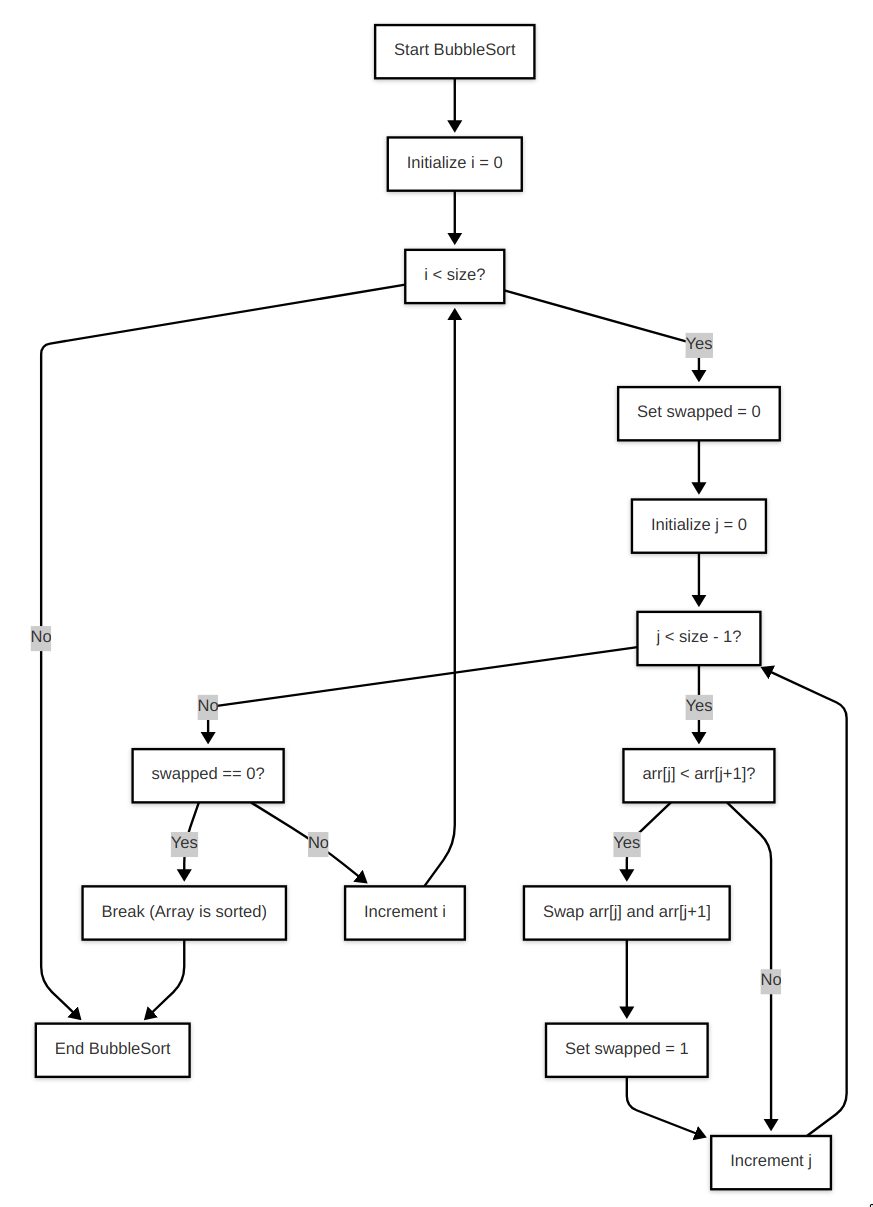 Start BubbleSort
Initialize i = 0
i < size?
Yes
Set swapped = 0
Initialize j = 0
j < size - 1?
No
No
Yes
swapped == 0?
arr[j] < arr[j+1]?
Yes
No
Yes
Break (Array is sorted)
Increment i
Swap arr[j] and arr[j+1]
No
End BubbleSort
Set swapped = 1
Increment j